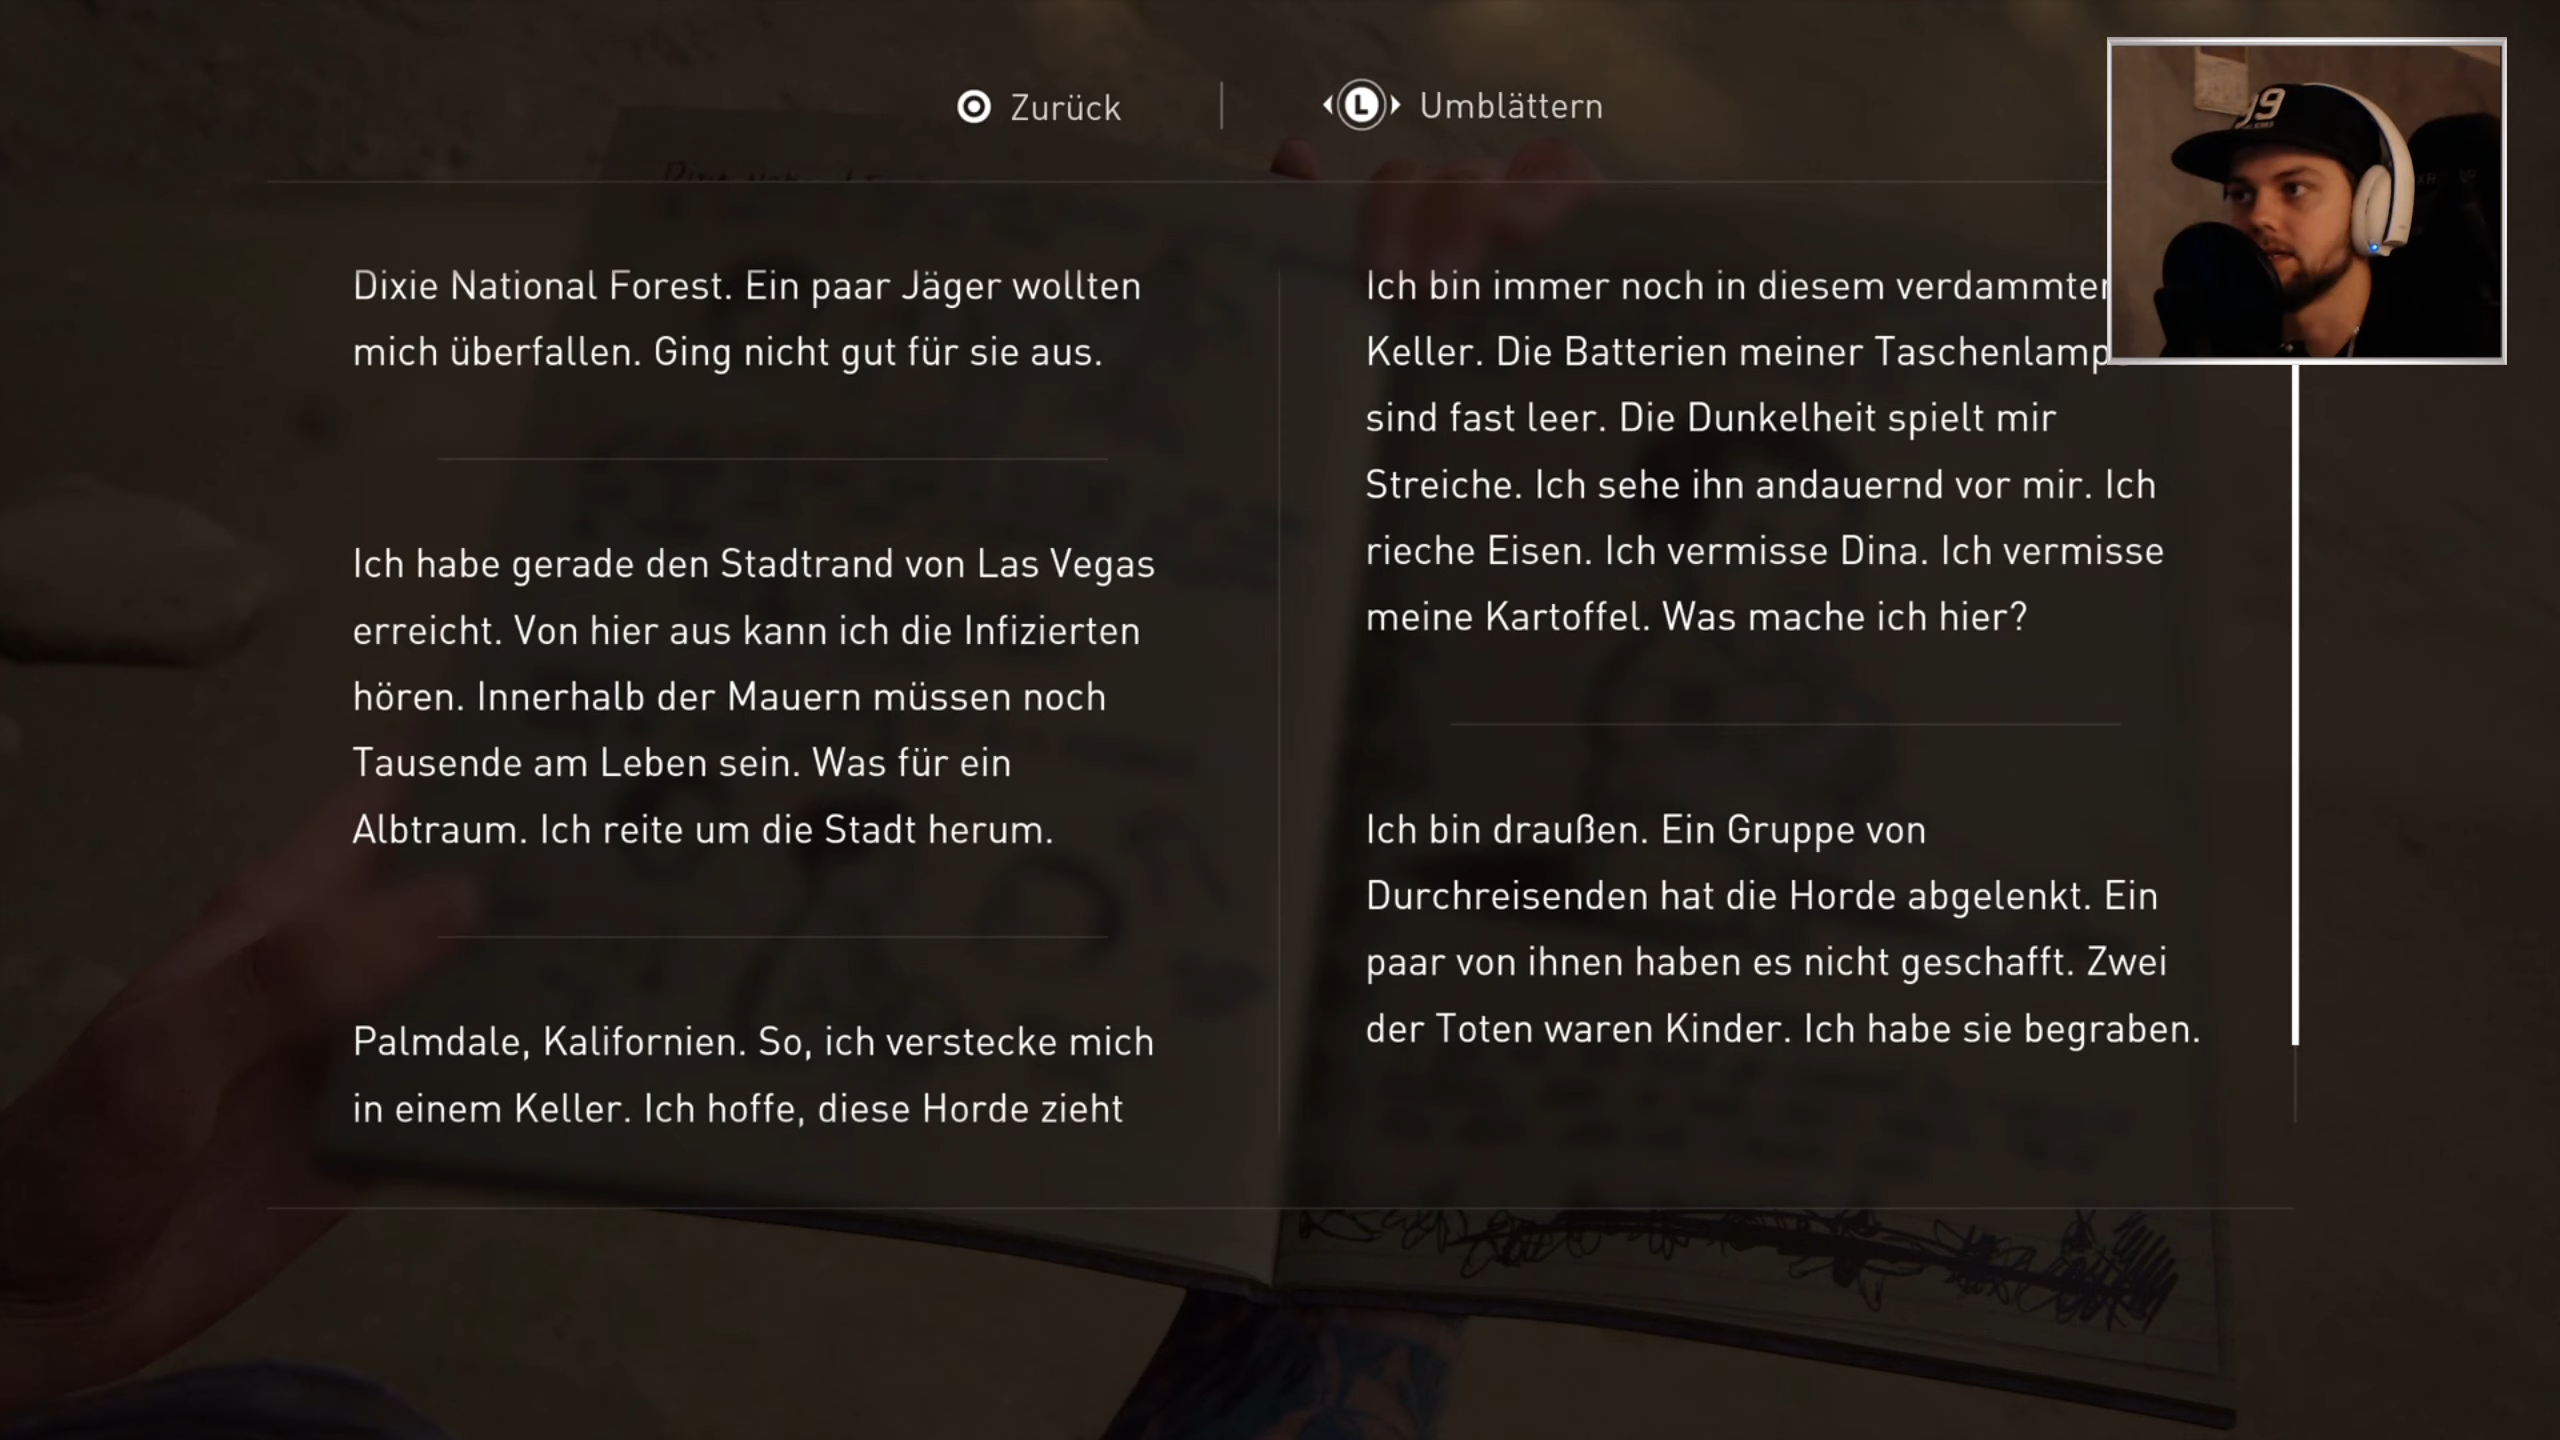 Zurück
L Umblättern
Dixie National Forest. Ein paar Jäger wollten
mich überfallen. Ging nicht gut für sie aus.
Ich habe gerade den Stadtrand von Las Vegas
erreicht. Von hier aus kann ich die Infizierten
hören. Innerhalb der Mauern müssen noch
Tausende am Leben sein. Was für ein
Albtraum. Ich reite um die Stadt herum.
Palmdale, Kalifornien. So, ich verstecke mich
in einem Keller. Ich hoffe, diese Horde zieht
Ich bin immer noch in diesem verdammten
Keller. Die Batterien meiner Taschenlamp
sind fast leer. Die Dunkelheit spielt mir
Streiche. Ich sehe ihn andauernd vor mir. Ich
rieche Eisen. Ich vermisse Dina. Ich vermisse
meine Kartoffel. Was mache ich hier?
Ich bin draußen. Ein Gruppe von
Durchreisenden hat die Horde abgelenkt. Ein
paar von ihnen haben es nicht geschafft. Zwei
der Toten waren Kinder. Ich habe sie begraben.
99